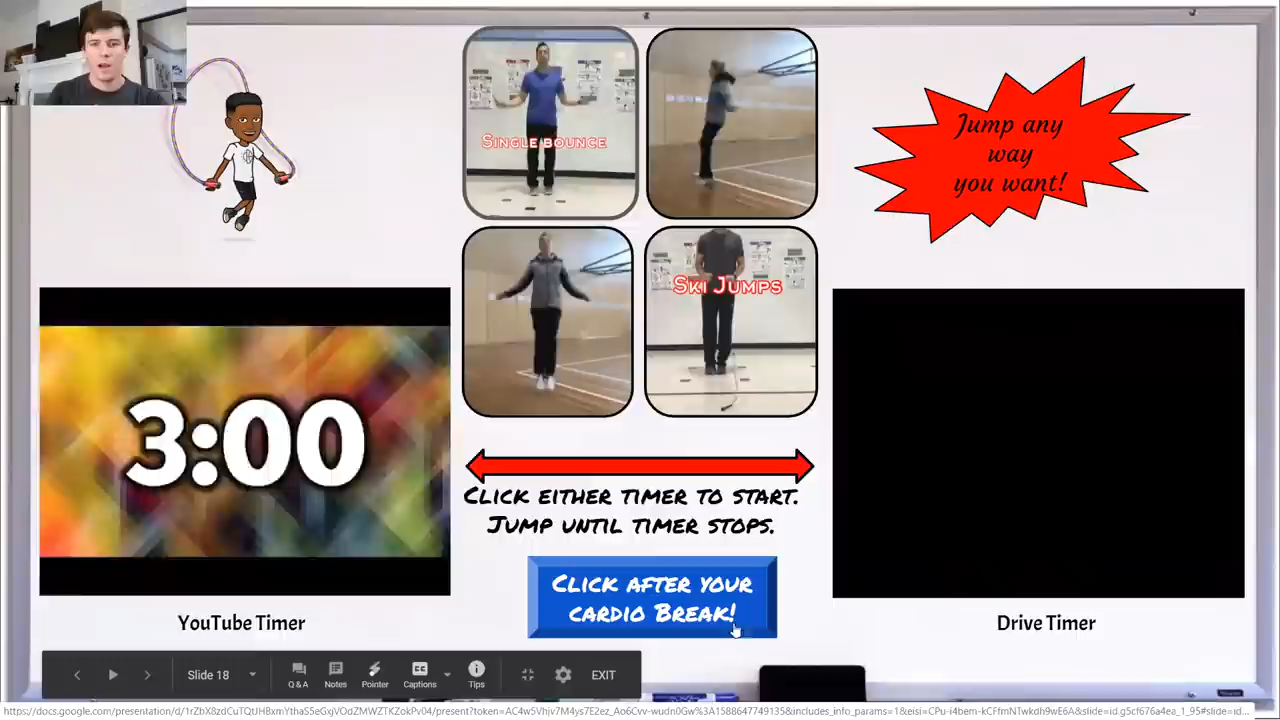 Single bounce
Ski Jumps
Jump any
way
you want!
3:00
Click either timer to start.
Jump until timer stops.
Click after your
cardio Break!
YouTube Timer
Drive Timer
Slide 18
Q & A
Notes
Pointer
Captions
Tips
EXIT